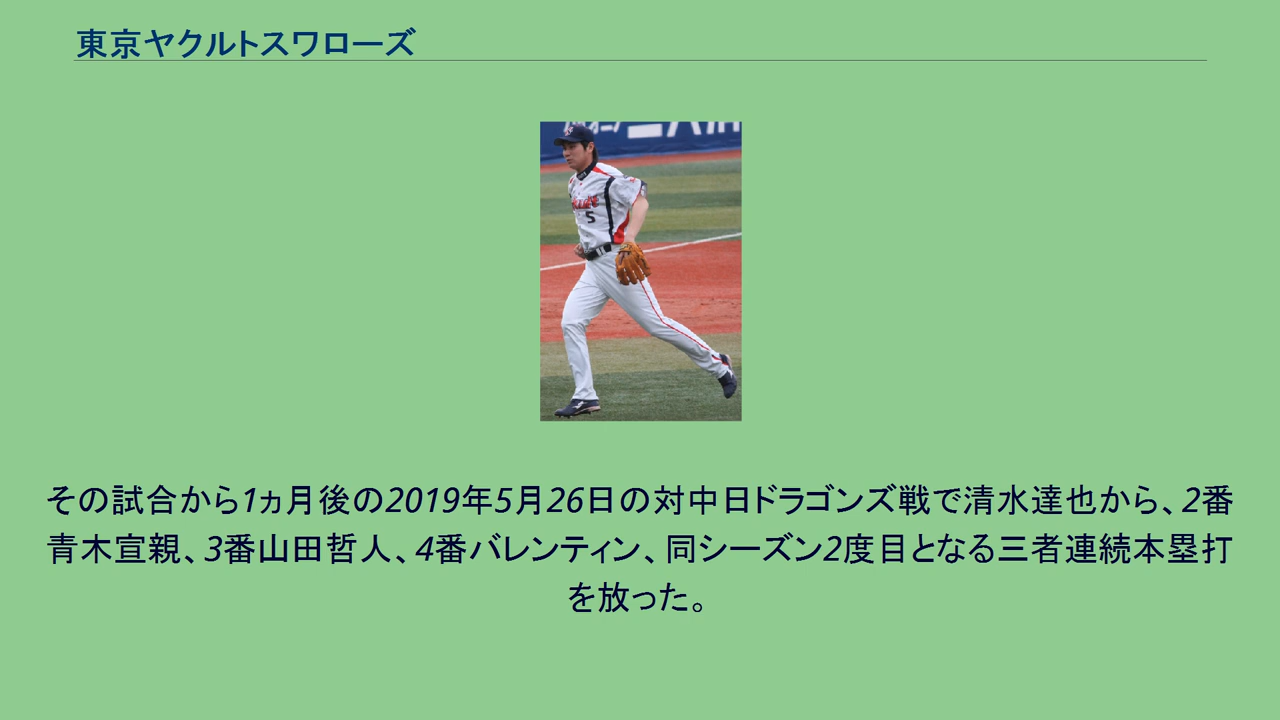 東京ヤクルトスワローズ
5
その試合から1ヵ月後の2019年5月26日の対中日ドラゴンズ戦で清水達也から、2番
青木宣親、3番山田哲人、4番バレンティン、同シーズン2度目となる三者連続本塁打
を放った。